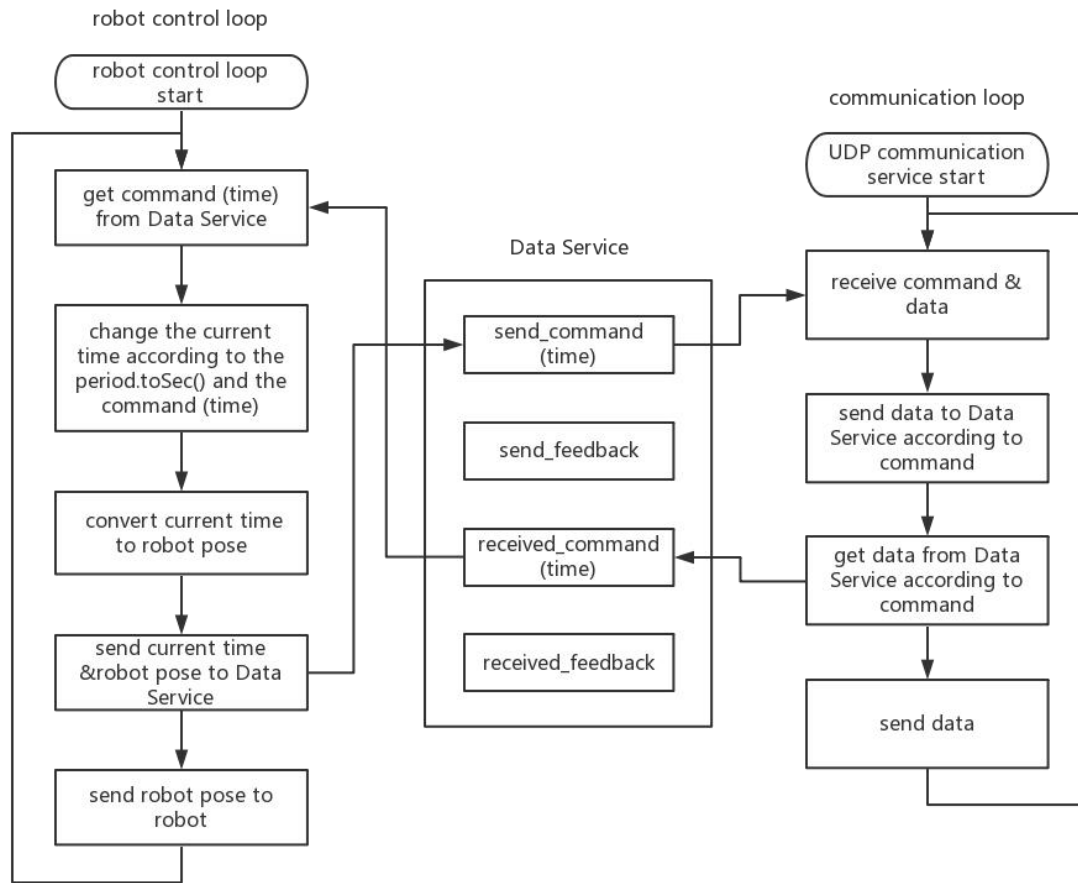 robot control loop
robot control loop
start
get command (time)
from Data Service
change the current
time according to the
period.toSec() and the
command (time)
convert current time
to robot pose
send current time
&robot pose to Data
Service
send robot pose to
robot
Data Service
send_command
(time)
send_feedback
received_command
(time)
received_feedback
communication loop
UDP communication
service start
receive command &
data
send data to Data
Service according to
command
get data from Data
Service according to
command
send data